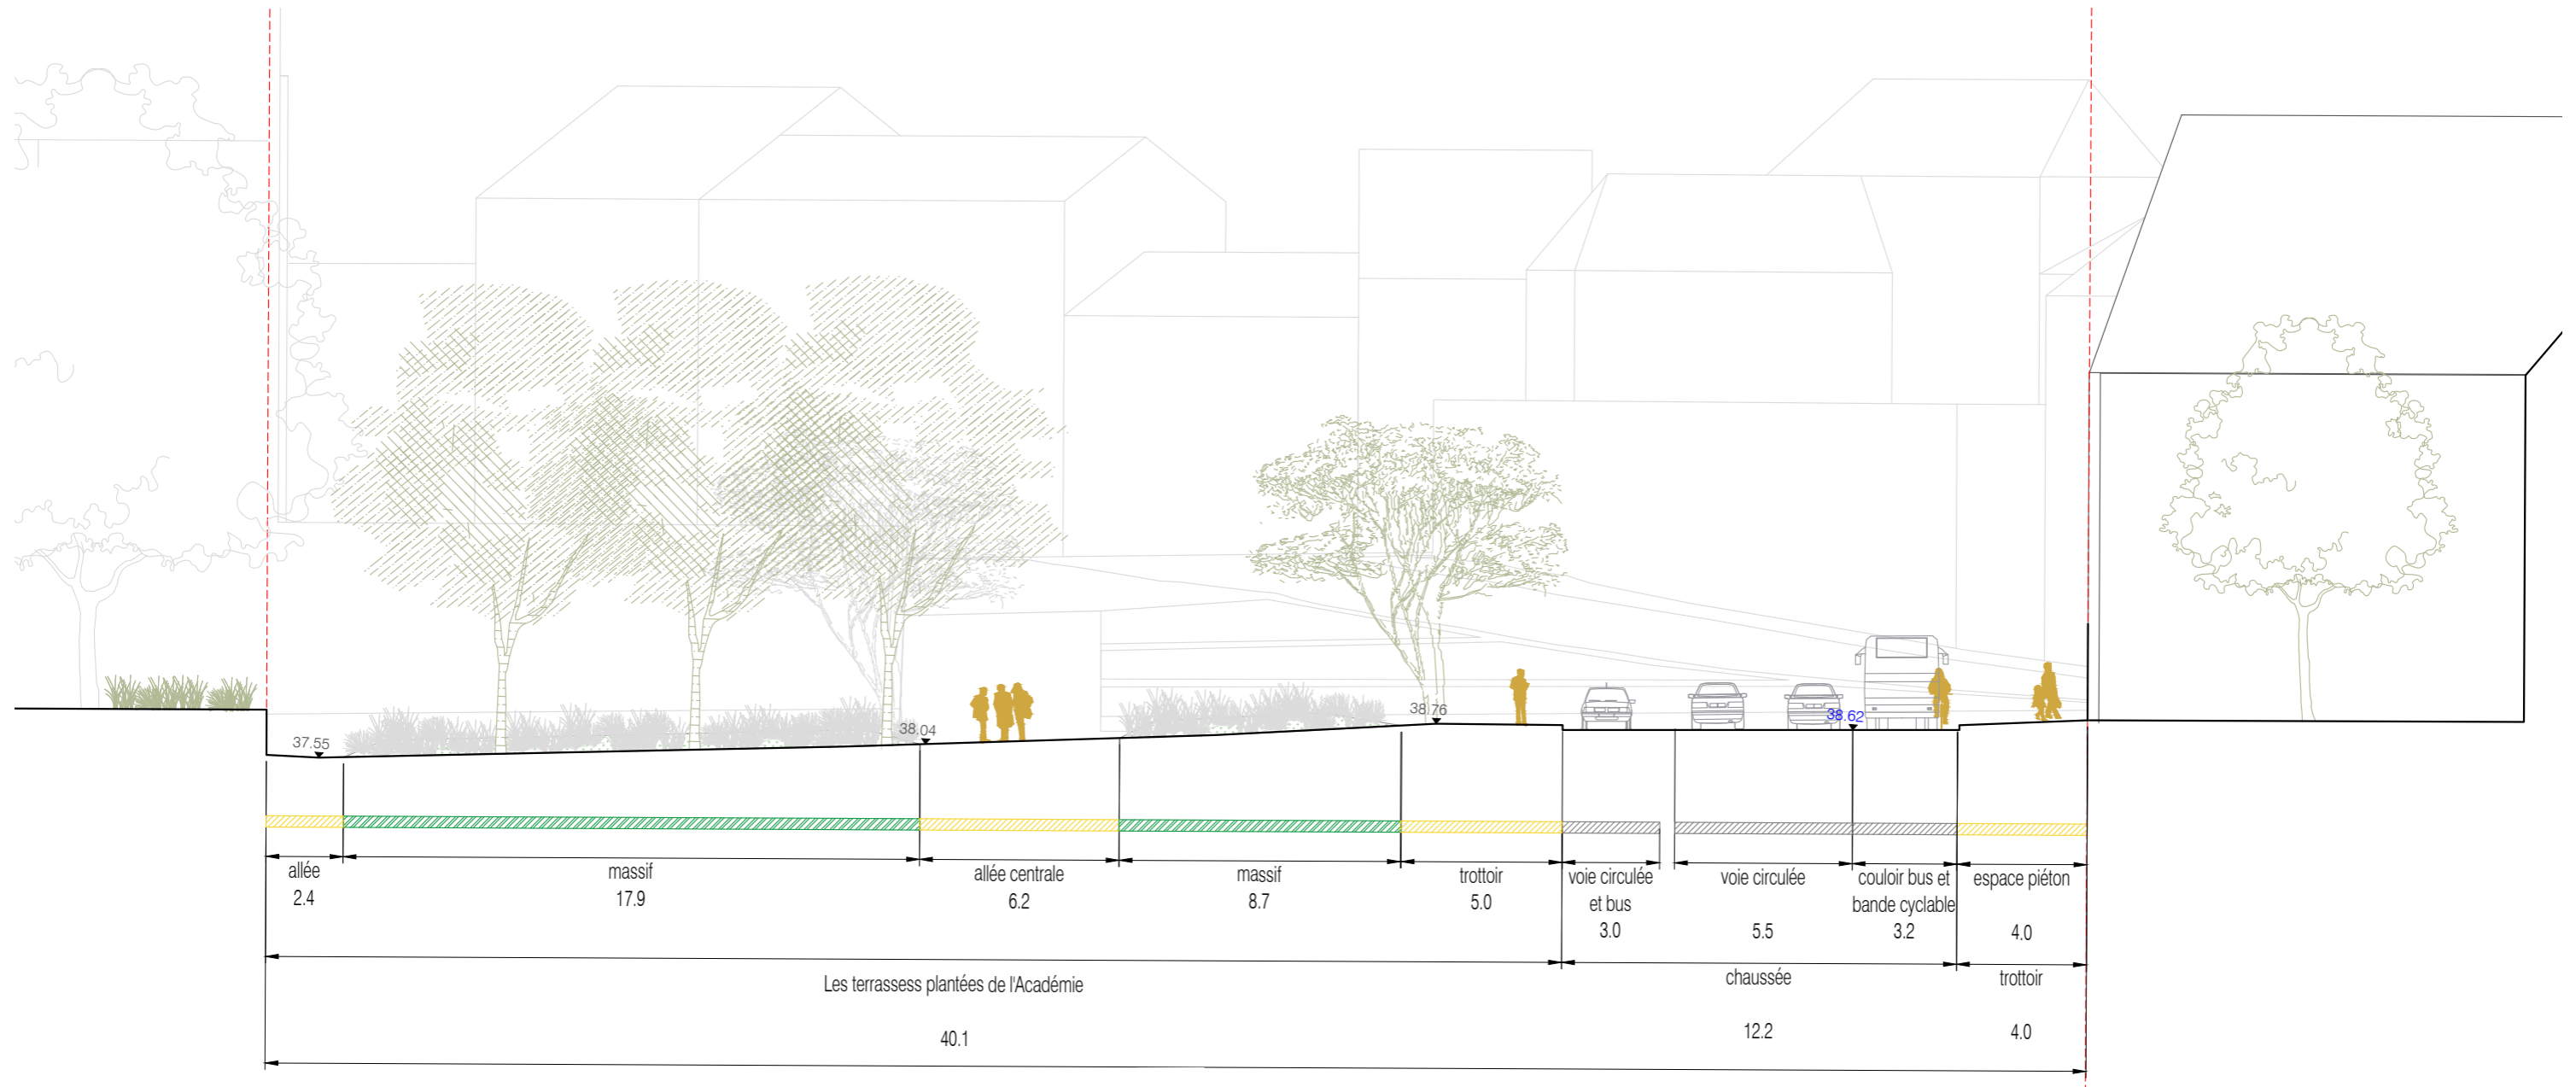 38.76
38.62
38.04
37.55
allée
2.4
massif
17.9
allée centrale
6.2
massif
8.7
trottoir
5.0
voie circulée
et bus
3.0
voie circulée
5.5
couloir bus et
bande cyclable
3.2
espace piéton
4.0
Les terrassess plantées de l'Académie
40.1
chaussée
12.2
trottoir
4.0